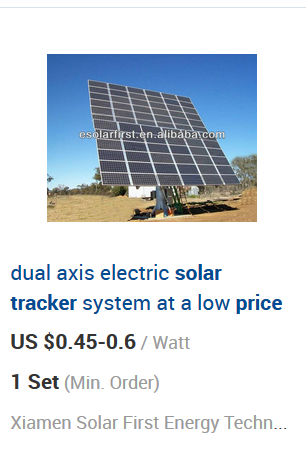 esolarfirst.en.alibaba.com
dual axis electric solar
tracker system at a low price
US $0.45-0.6 / Watt
1 Set (Min. Order)
Xiamen Solar First Energy Techn...